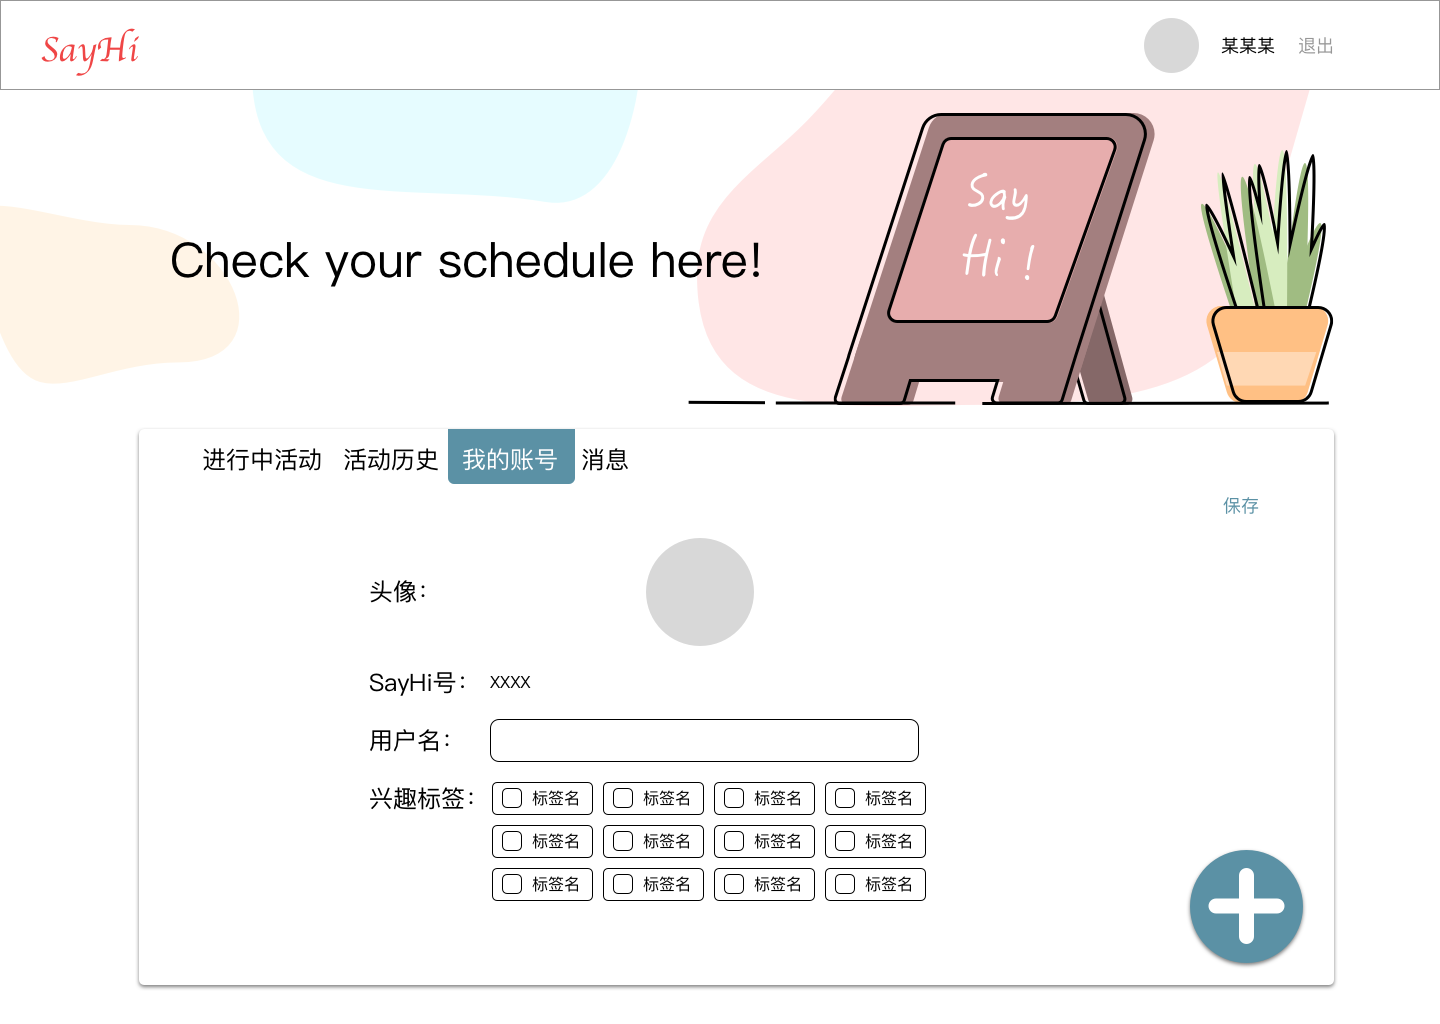 SayHi
某某某 退出
Say
Hi !
Check your schedule here!
进行中活动 活动历史 我的账号 消息
保存
头像：
SayHi号： XXXX
用户名：
兴趣标签： 标签名 标签名 标签名 标签名
标签名 标签名 标签名 标签名
标签名 标签名 标签名 标签名